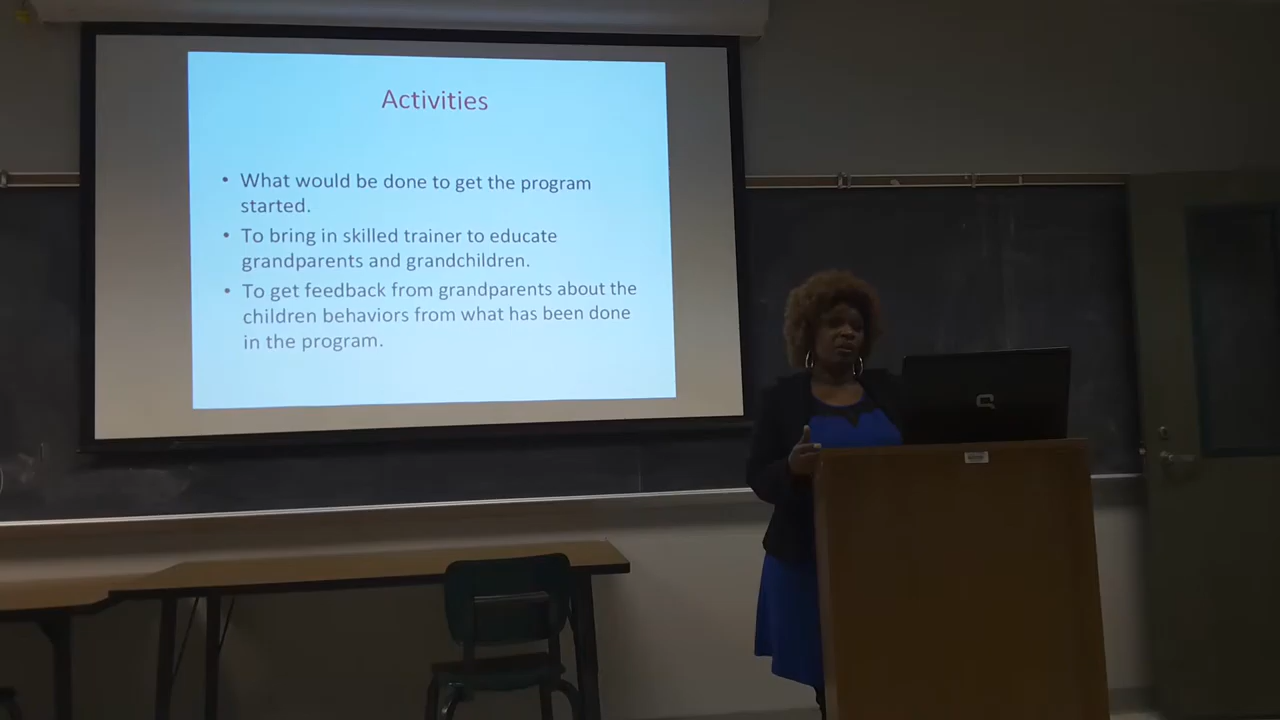 Activities
• What would be done to get the program
started.
• To bring in skilled trainer to educate
grandparents and grandchildren.
• To get feedback from grandparents about the
children behaviors from what has been done
in the program.